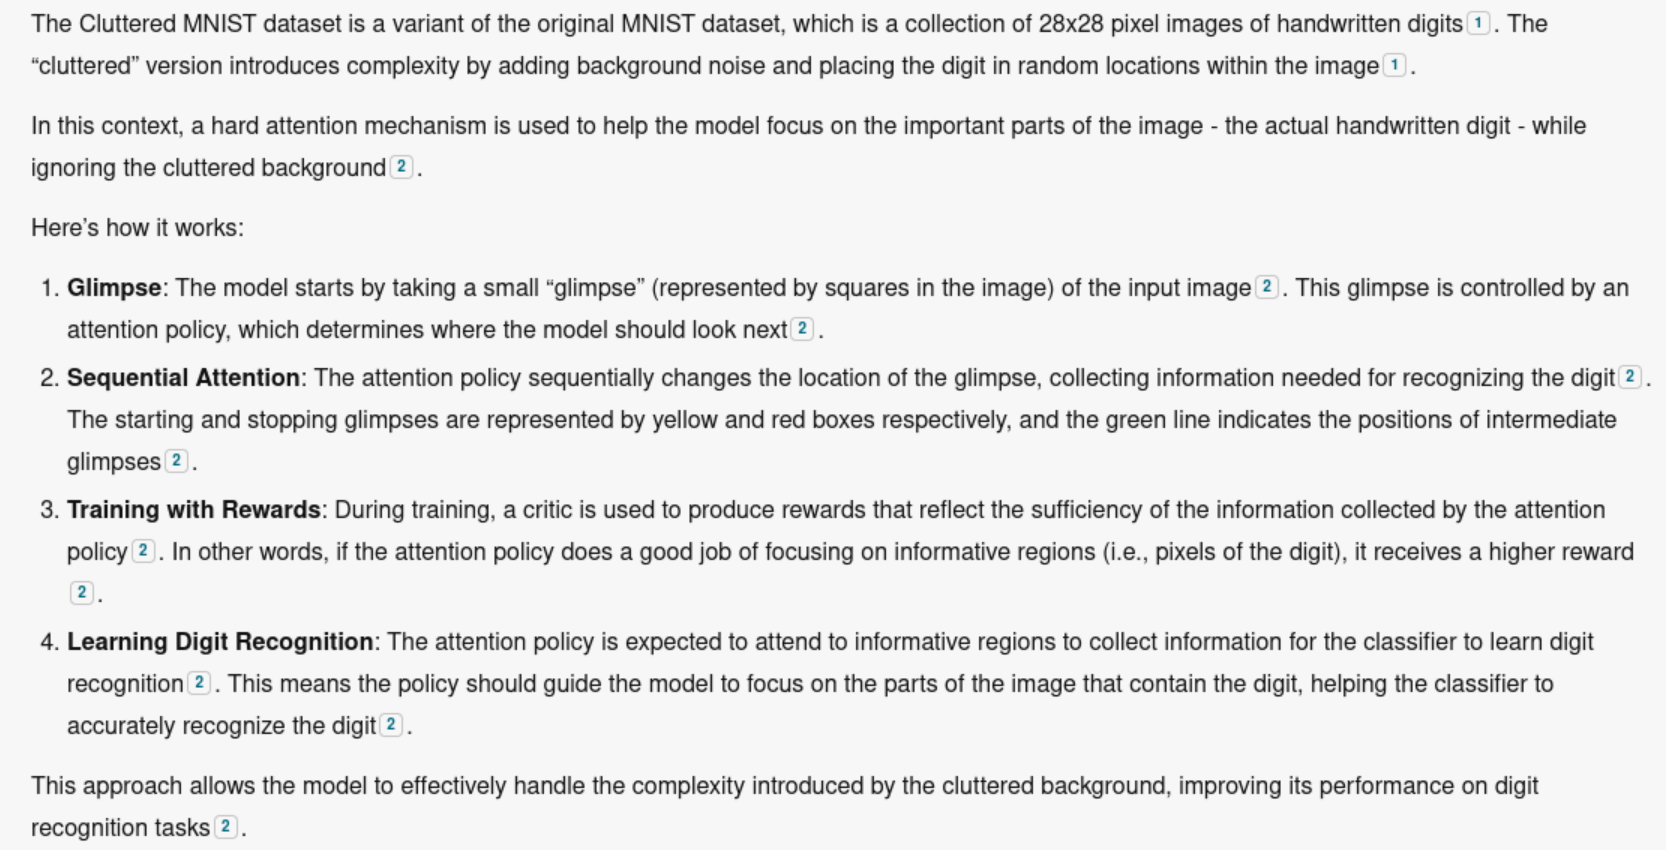 The Cluttered MNIST dataset is a variant of the original MNIST dataset, which is a collection of 28x28 pixel images of handwritten digits 1 . The
“cluttered” version introduces complexity by adding background noise and placing the digit in random locations within the image 1 .
In this context, a hard attention mechanism is used to help the model focus on the important parts of the image - the actual handwritten digit - while
ignoring the cluttered background 2 .
Here’s how it works:
1. Glimpse: The model starts by taking a small “glimpse” (represented by squares in the image) of the input image 2 . This glimpse is controlled by an
attention policy, which determines where the model should look next 2 .
2. Sequential Attention: The attention policy sequentially changes the location of the glimpse, collecting information needed for recognizing the digit 2 .
The starting and stopping glimpses are represented by yellow and red boxes respectively, and the green line indicates the positions of intermediate
glimpses 2 .
3. Training with Rewards: During training, a critic is used to produce rewards that reflect the sufficiency of the information collected by the attention
policy 2 . In other words, if the attention policy does a good job of focusing on informative regions (i.e., pixels of the digit), it receives a higher reward
2 .
4. Learning Digit Recognition: The attention policy is expected to attend to informative regions to collect information for the classifier to learn digit
recognition 2 . This means the policy should guide the model to focus on the parts of the image that contain the digit, helping the classifier to
accurately recognize the digit 2 .
This approach allows the model to effectively handle the complexity introduced by the cluttered background, improving its performance on digit
recognition tasks 2 .